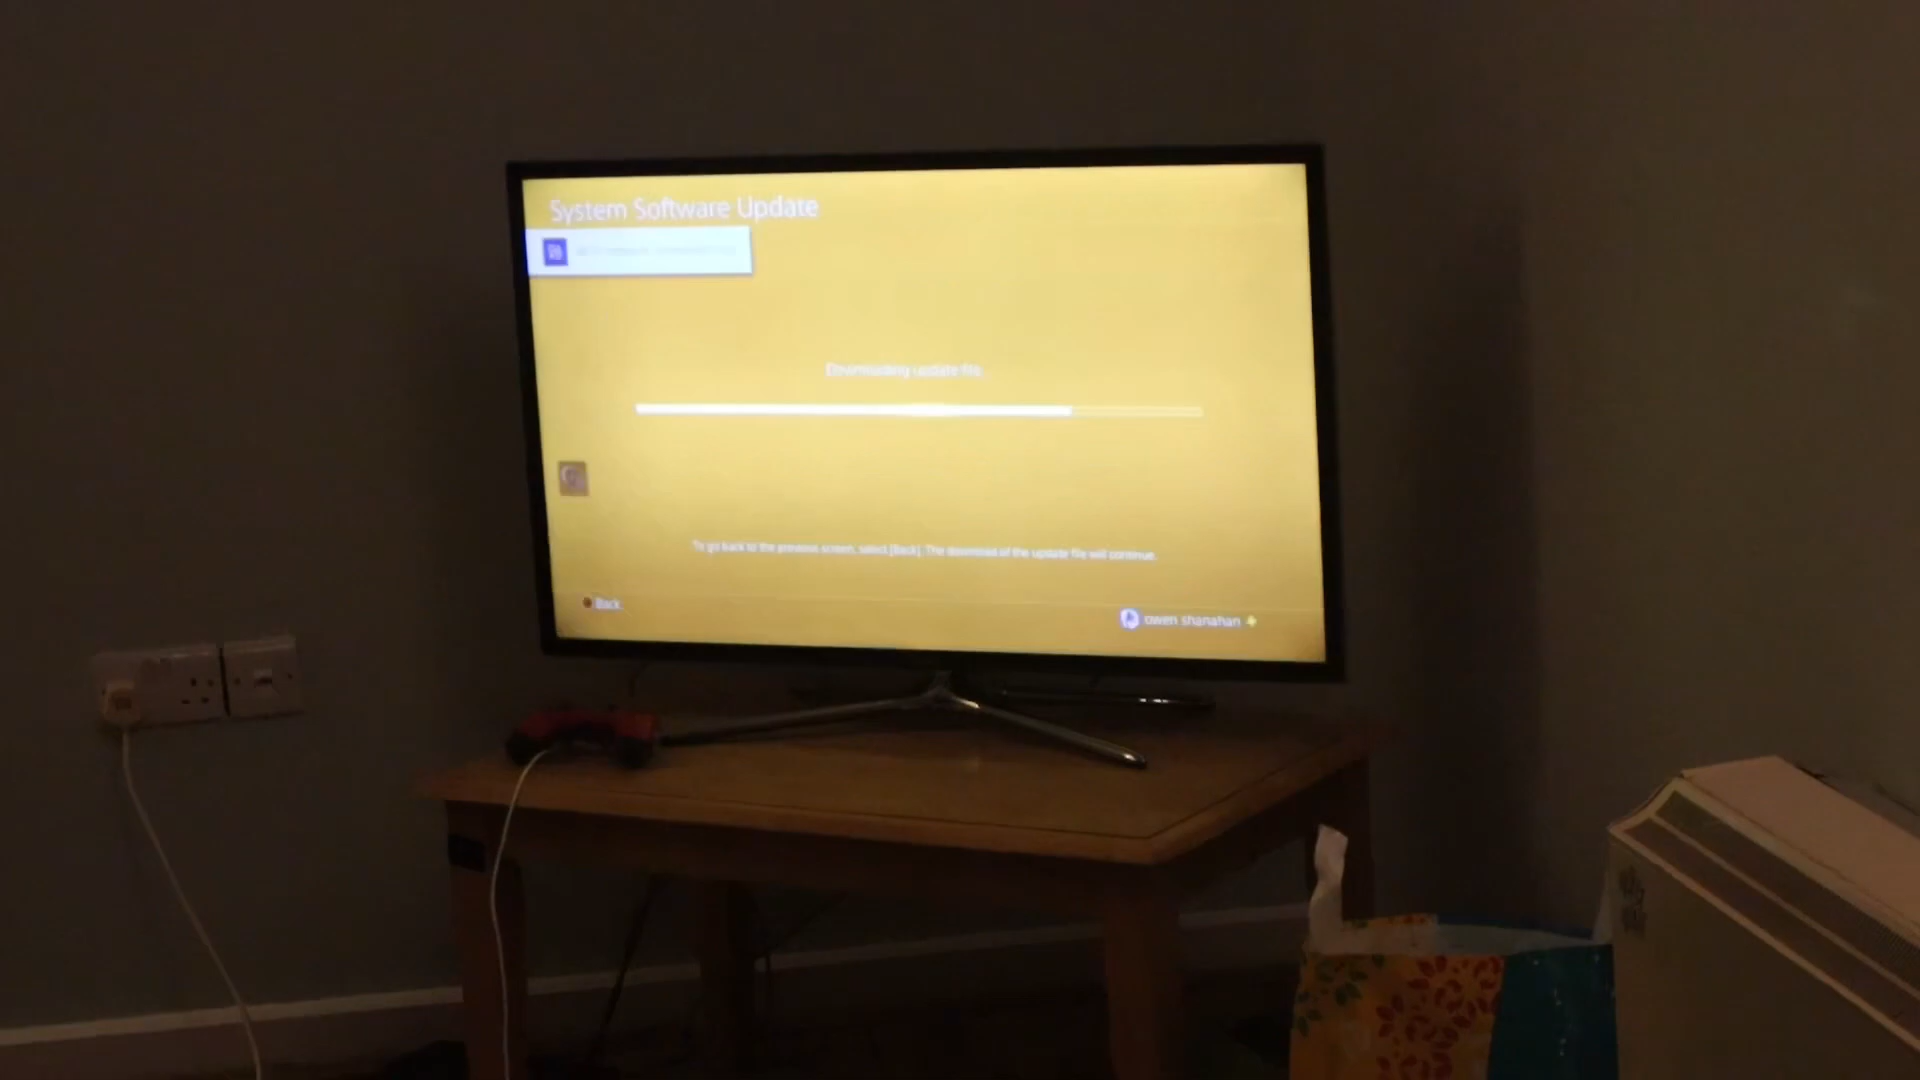 System Software Update
Downloading update file...
To go back to the previous screen, select [Back]. The download of the update file will continue.
Back
owen shanahan